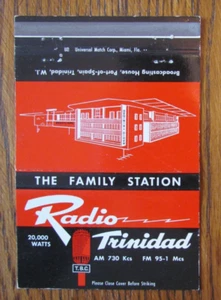 Universal Match Corp., Miami, Fla.
Broadcasting House, Port-of-Spain, Trinidad, W.I.
THE FAMILY STATION
Radio
Trinidad
20,000
WATTS
AM 730 Kcs FM 95-1 Mcs
T.B.C.
Please Close Cover Before Striking